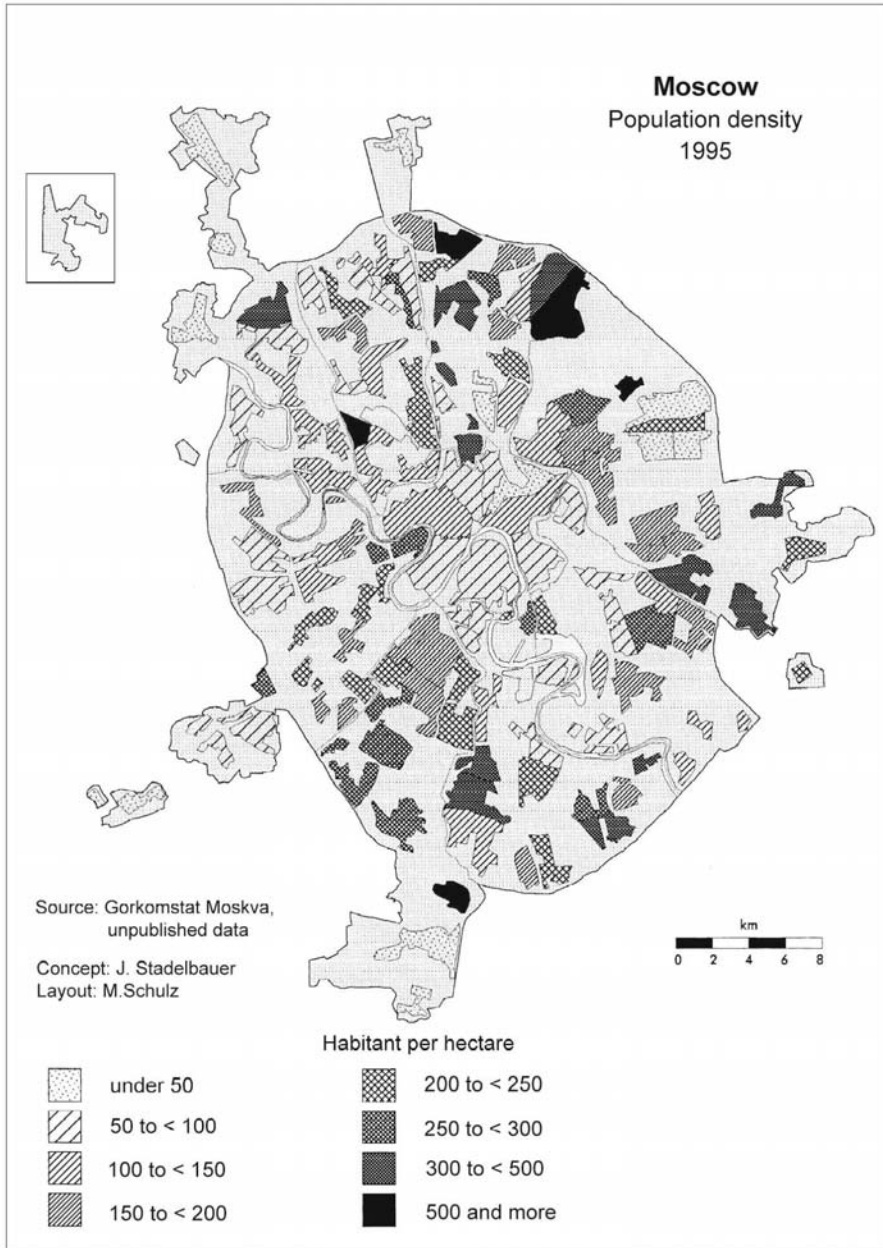 Moscow
Population density
1995
Source: Gorkomstat Moskva,
unpublished data
Concept: J. Stadelbauer
Layout: M.Schulz
km
0 2 4 6 8
Habitant per hectare
under 50
50 to < 100
100 to < 150
150 to < 200
200 to < 250
250 to < 300
300 to < 500
500 and more